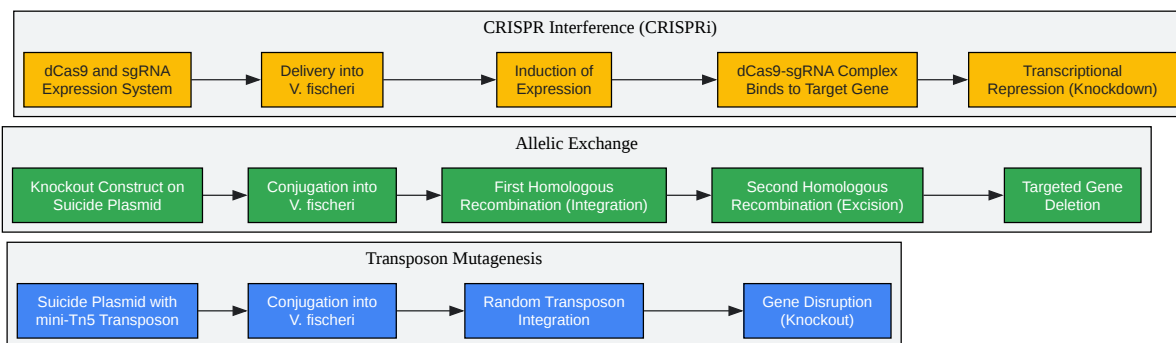 CRISPR Interference (CRISPRi)
dCas9 and sgRNA
Expression System
Delivery into
V. fischeri
Induction of
Expression
dCas9-sgRNA Complex
Binds to Target Gene
Transcriptional
Repression (Knockdown)
Allelic Exchange
Knockout Construct on
Suicide Plasmid
Conjugation into
V. fischeri
First Homologous
Recombination (Integration)
Second Homologous
Recombination (Excision)
Targeted Gene
Deletion
Transposon Mutagenesis
Suicide Plasmid with
mini-Tn5 Transposon
Conjugation into
V. fischeri
Random Transposon
Integration
Gene Disruption
(Knockout)